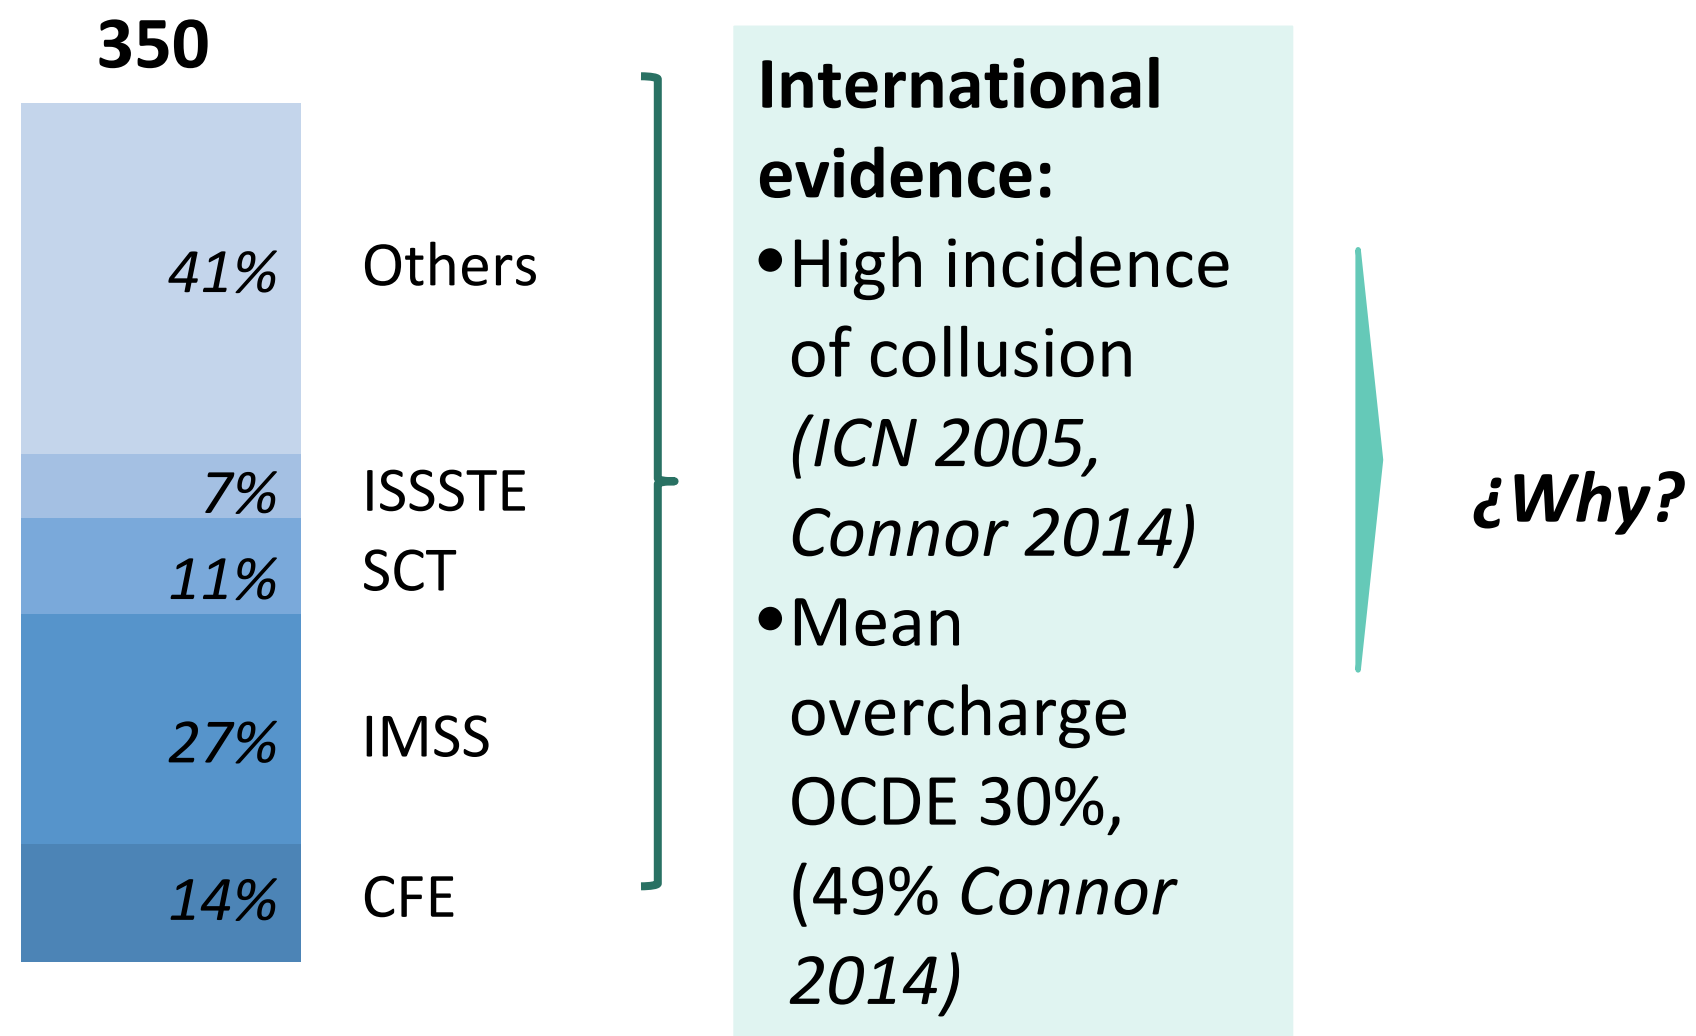 350
41% Others
7% ISSSTE
11% SCT
27% IMSS
14% CFE
International
evidence:
•High incidence
of collusion
(ICN 2005,
Connor 2014)
•Mean
overcharge
OCDE 30%,
(49% Connor
2014)
¿Why?